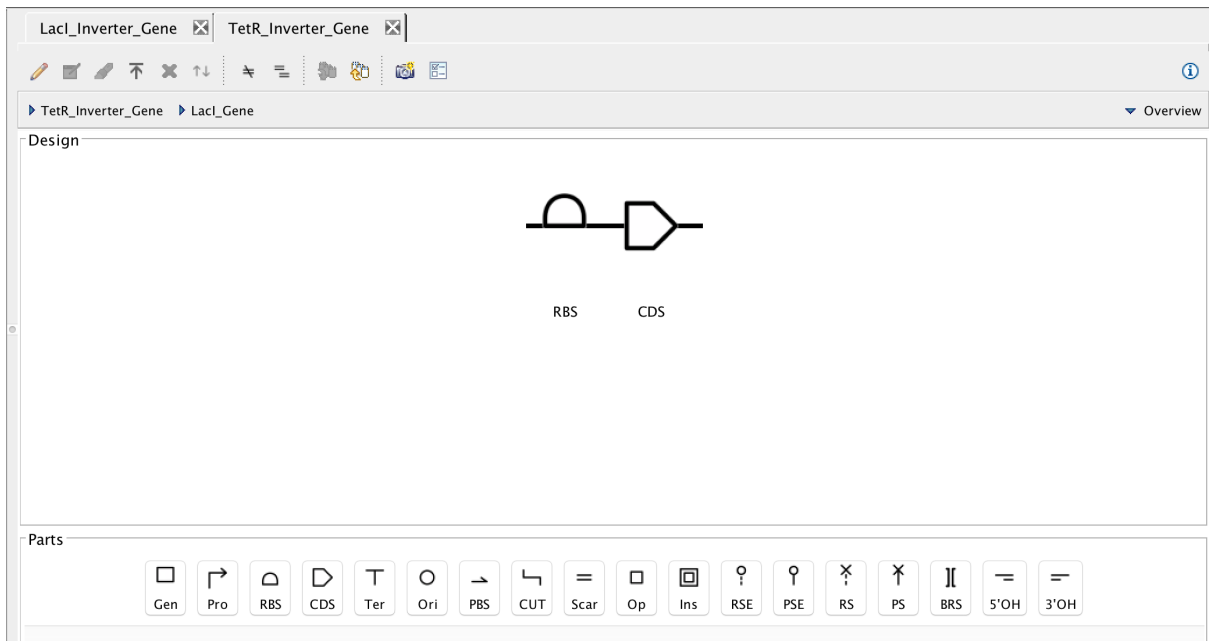 LacI_Inverter_Gene TetR_Inverter_Gene
TetR_Inverter_Gene LacI_Gene Overview
Design
RBS CDS
Parts
Gen Pro RBS CDS Ter Ori PBS CUT Scar Op Ins RSE PSE RS PS BRS 5'OH 3'OH